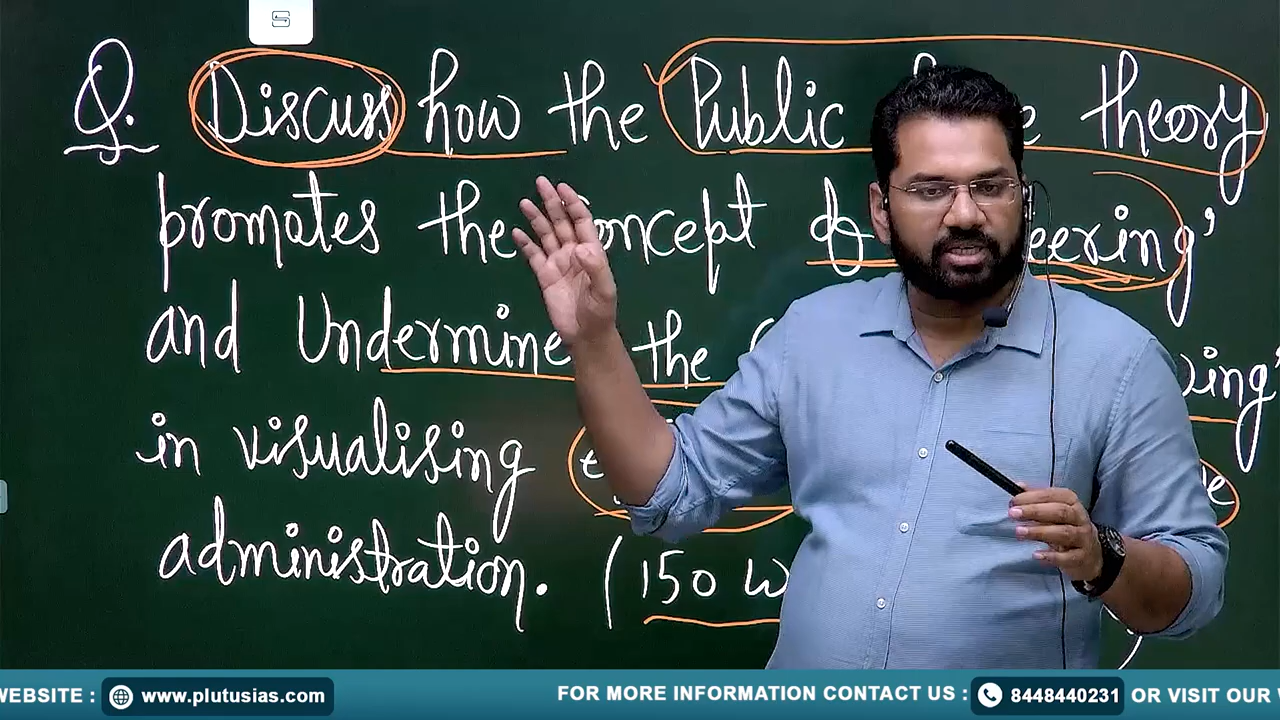 Q. Discuss how the Public theory
promotes the concept of eering'
and Undermine the ing'
in visualising
administration. (150 W
WEBSITE : www.plutusias.com FOR MORE INFORMATION CONTACT US : 8448440231 OR VISIT OUR W